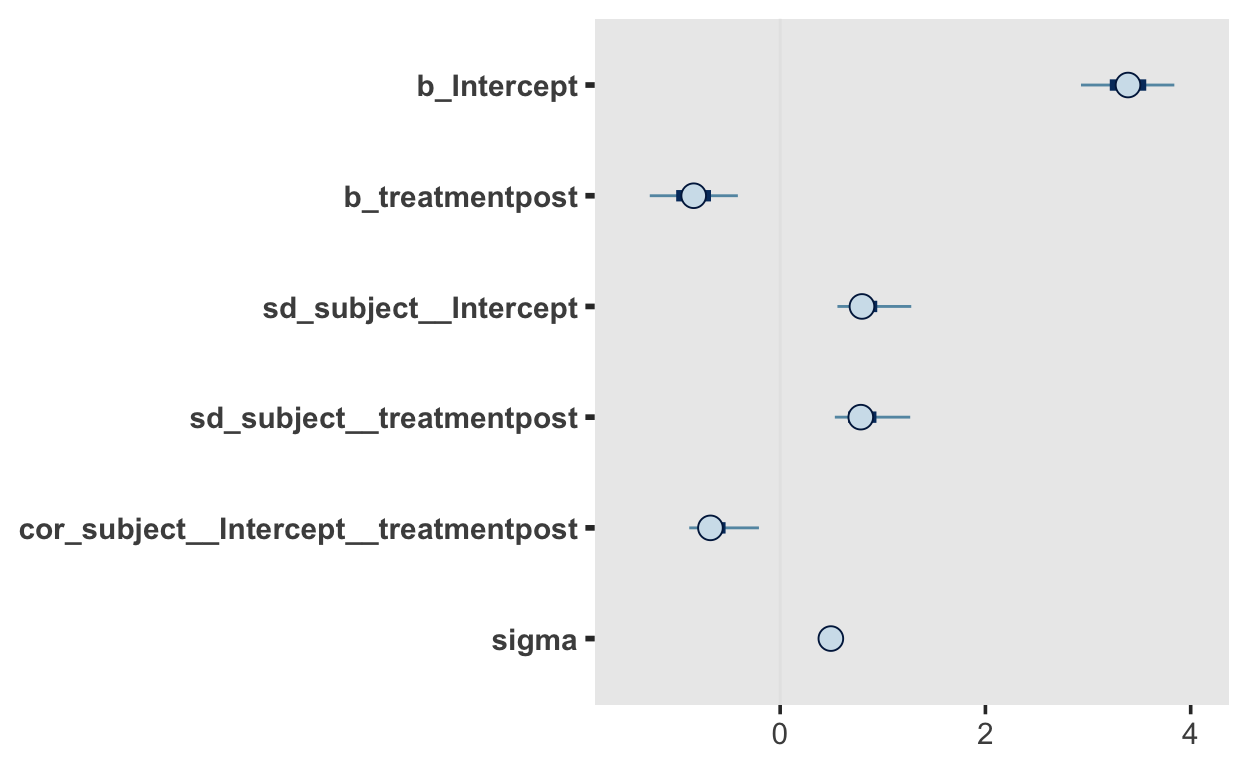 b_Intercept
b_treatmentpost
sd_subject__Intercept
sd_subject__treatmentpost
cor_subject__Intercept__treatmentpost
sigma
0 2 4